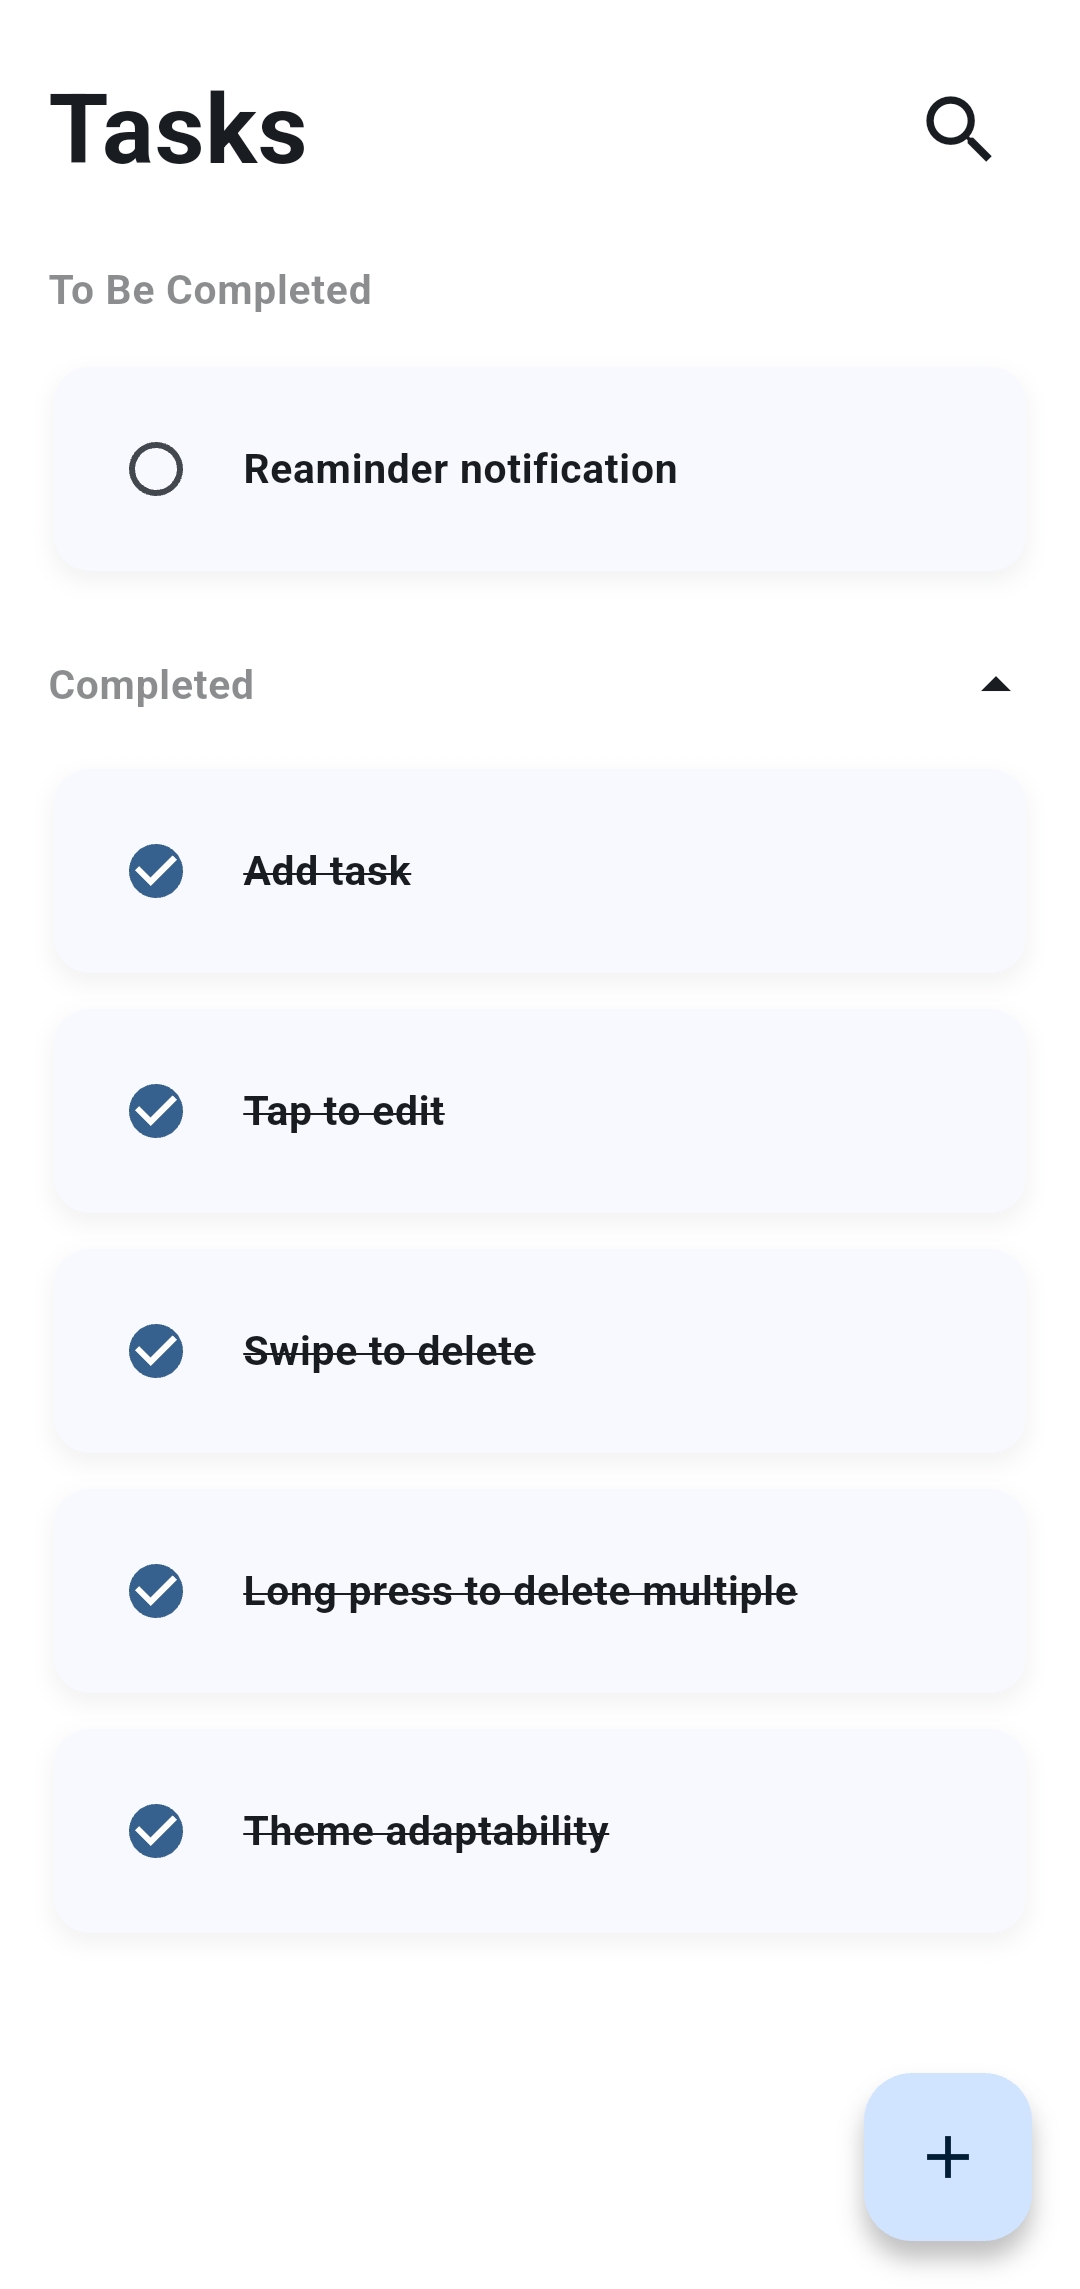 Tasks
To Be Completed
Reaminder notification
Completed
Add task
Tap to edit
Swipe to delete
Long press to delete multiple
Theme adaptability